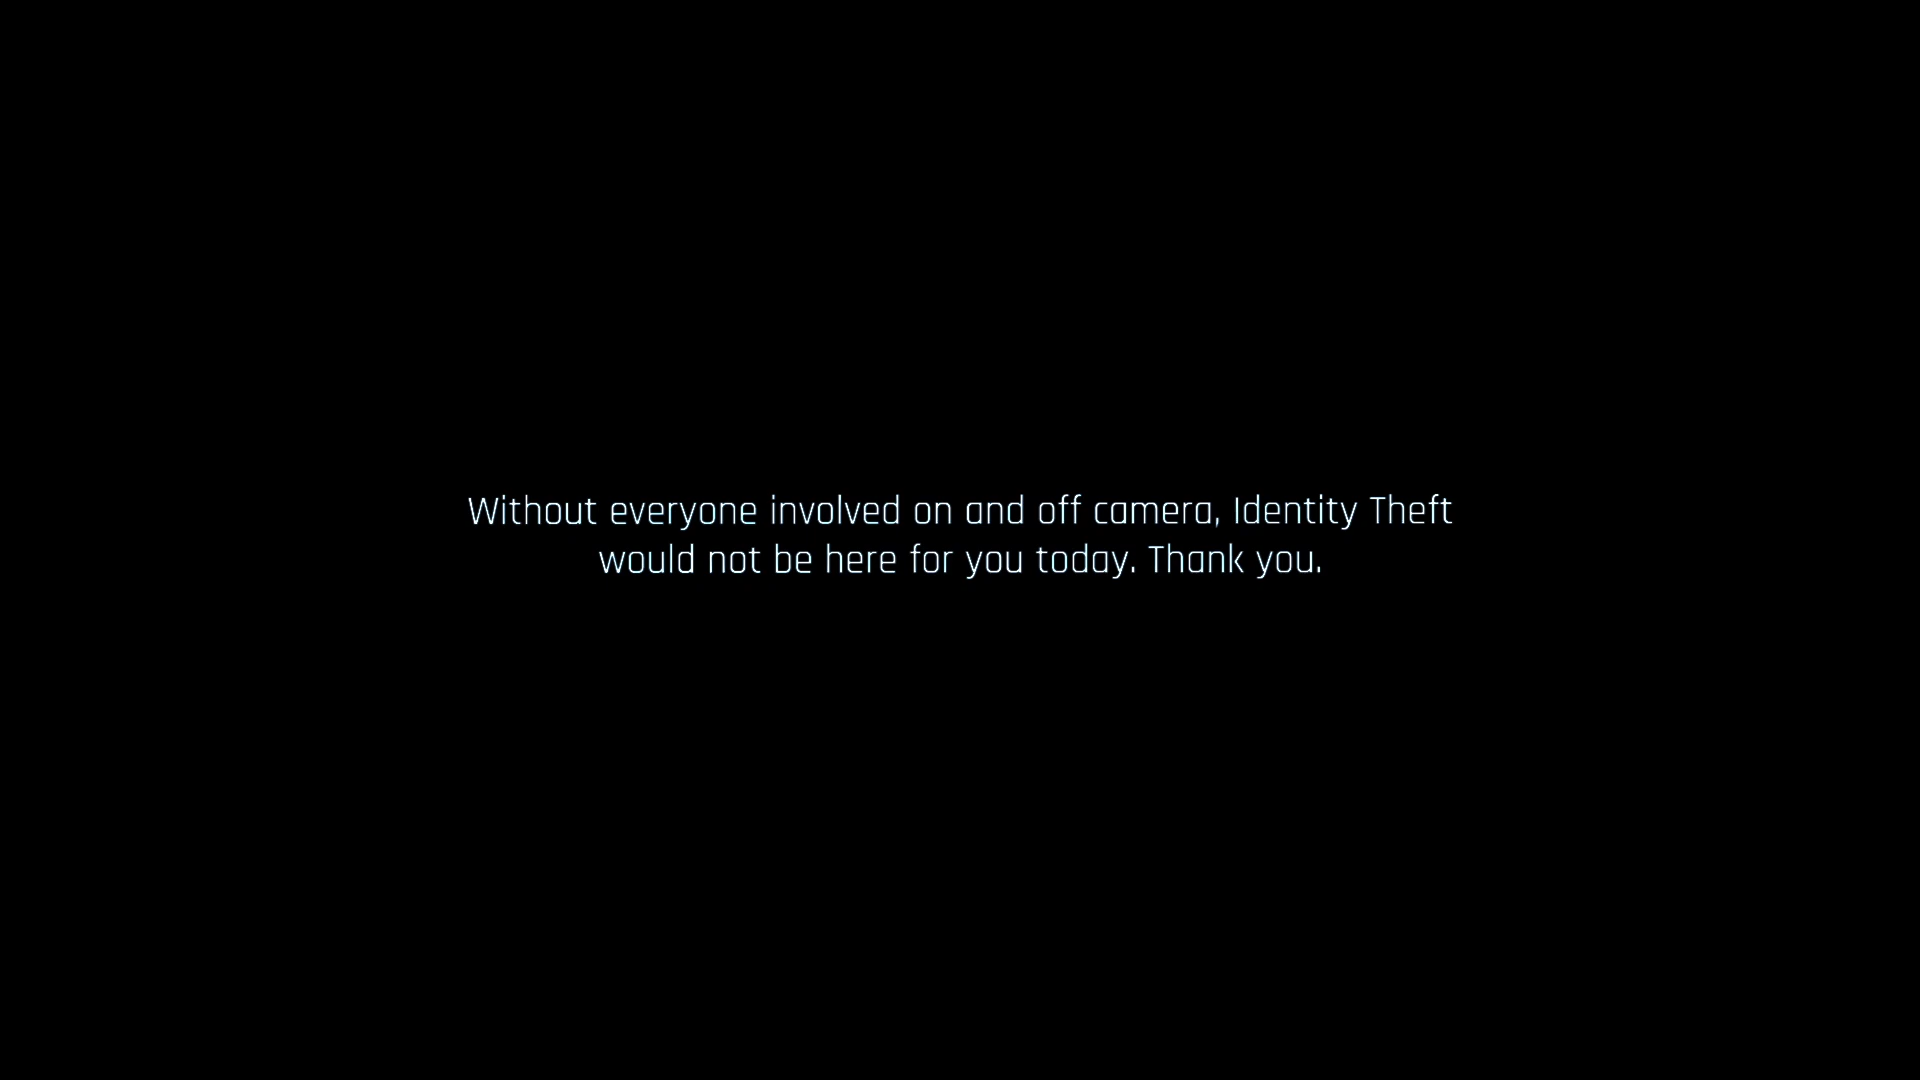 Without everyone involved on and off camera, Identity Theft
would not be here for you today. Thank you.